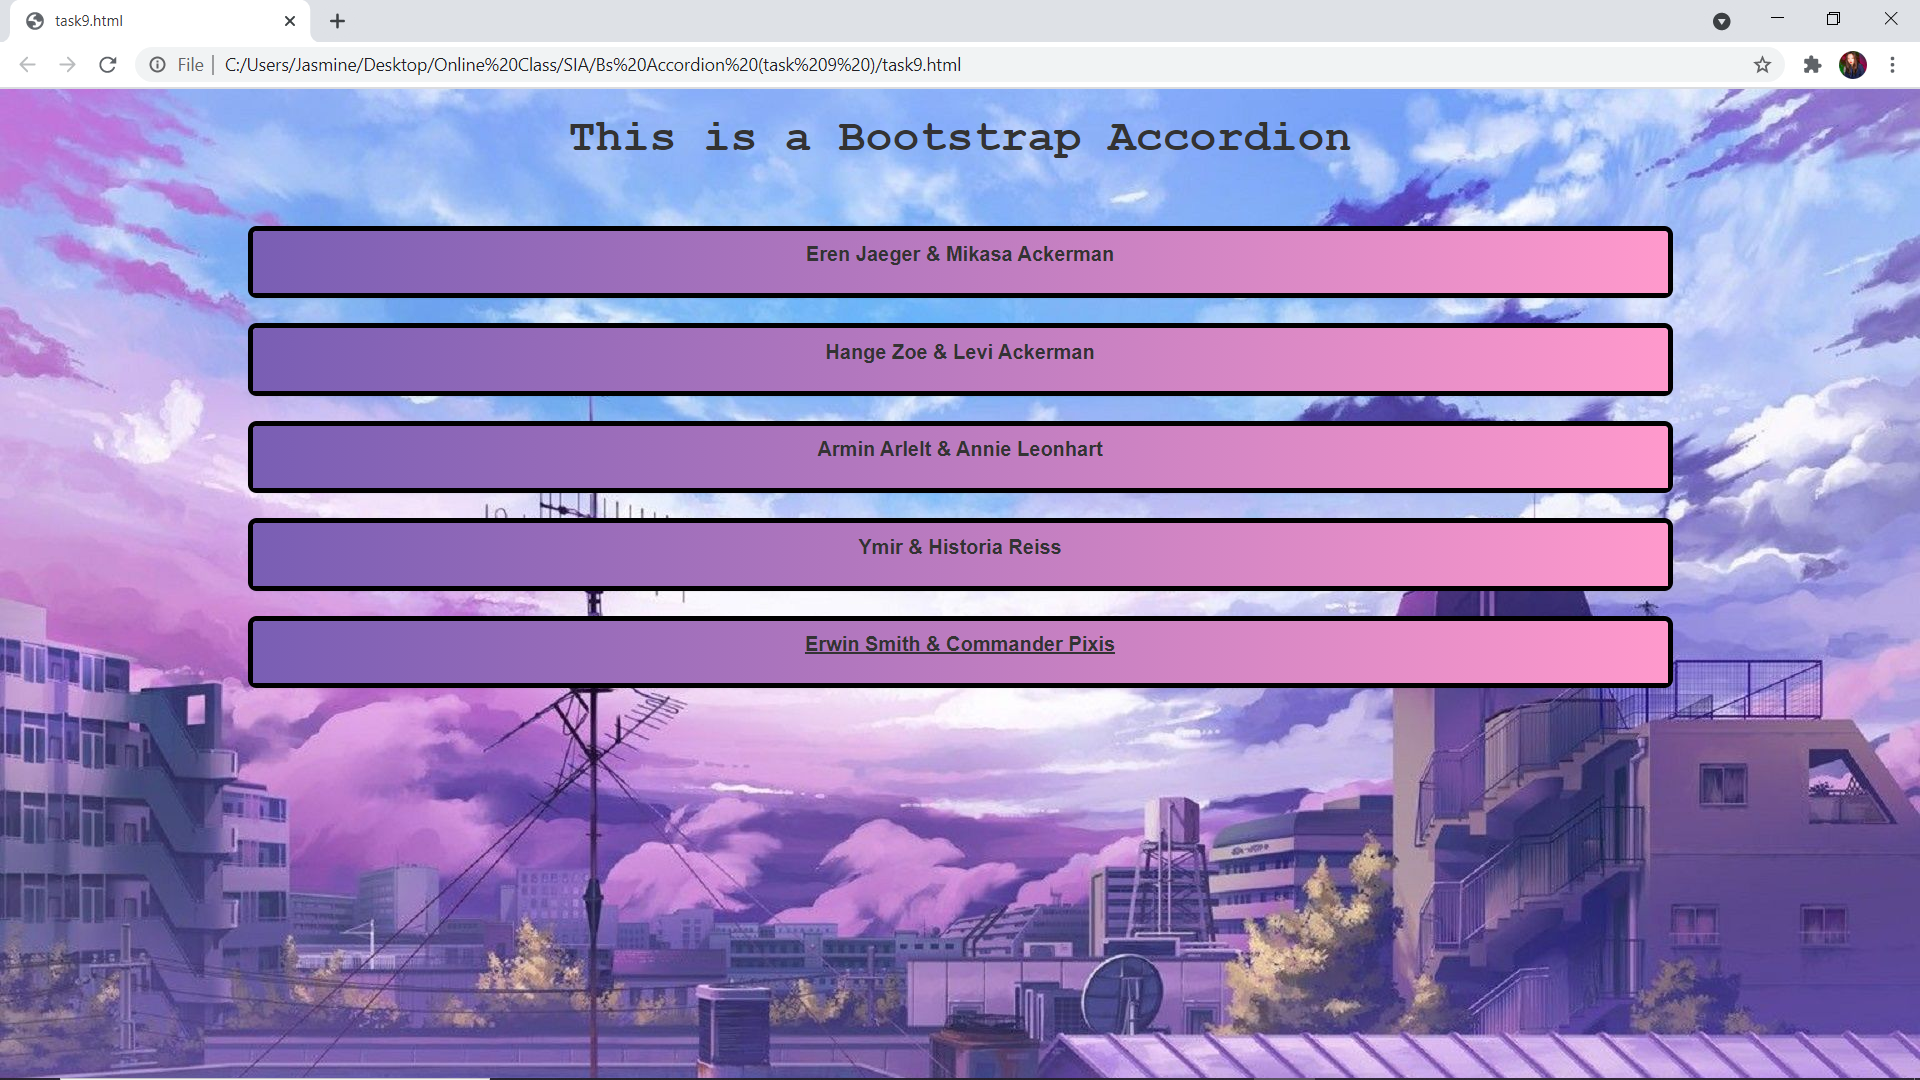 task9.html
File
C:/Users/Jasmine/Desktop/Online%20Class/SIA/Bs%20Accordion%20(task%209%20)/task9.html
This is a Bootstrap Accordion
Eren Jaeger & Mikasa Ackerman
Hange Zoe & Levi Ackerman
Armin Arlelt & Annie Leonhart
Ymir & Historia Reiss
Erwin Smith & Commander Pixis